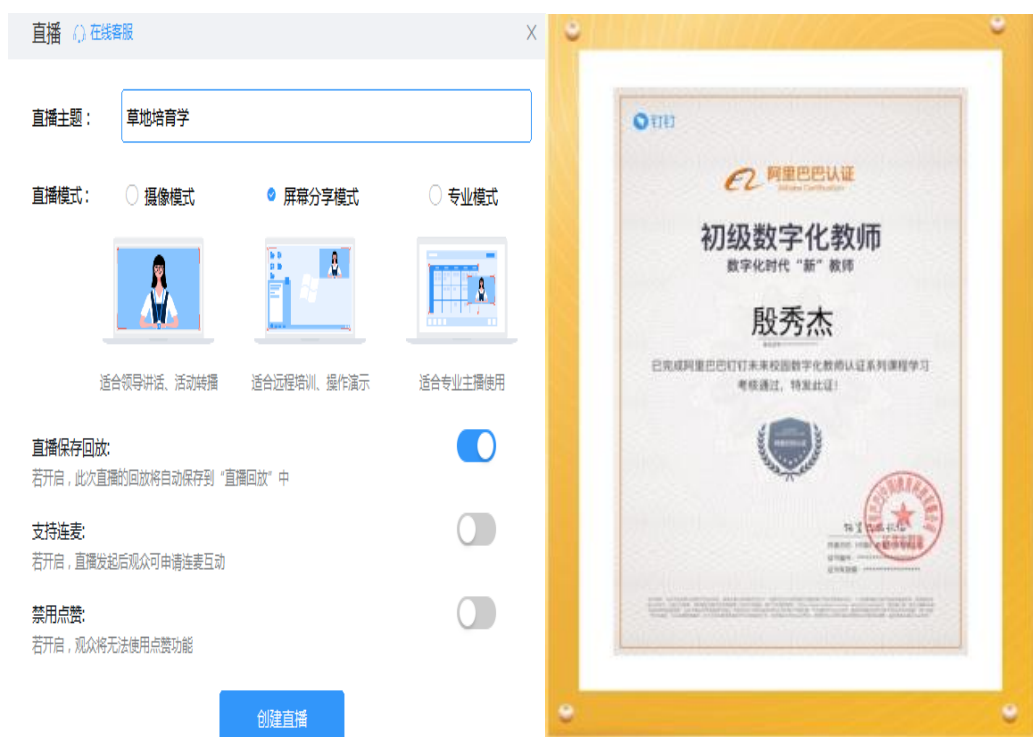 直播 在线客服
直播主题：
草地培育学
直播模式：
摄像模式
屏幕分享模式
专业模式
适合领导讲话、活动转播
适合远程培训、操作演示
适合专业主播使用
直播保存回放:
若开启，此次直播的回放将自动保存到“直播回放”中
支持连麦:
若开启，直播发起后观众可申请连麦互动
禁用点赞:
若开启，观众将无法使用点赞功能
创建直播
钉钉
阿里巴巴认证
Alibaba Certification
初级数字化教师
数字化时代“新”教师
殷秀杰
已完成阿里巴巴钉钉未来校园数字化教师认证系列课程学习
考核通过，特发此证！